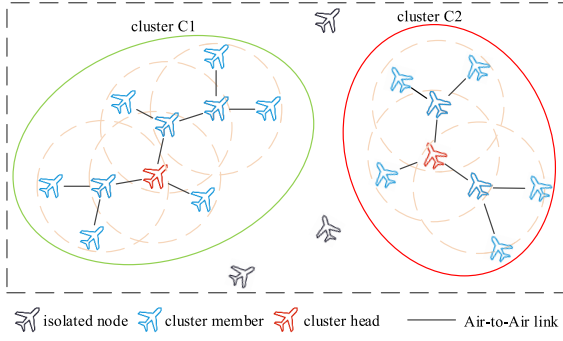 cluster C1
cluster C2
isolated node
cluster member
cluster head
Air-to-Air link